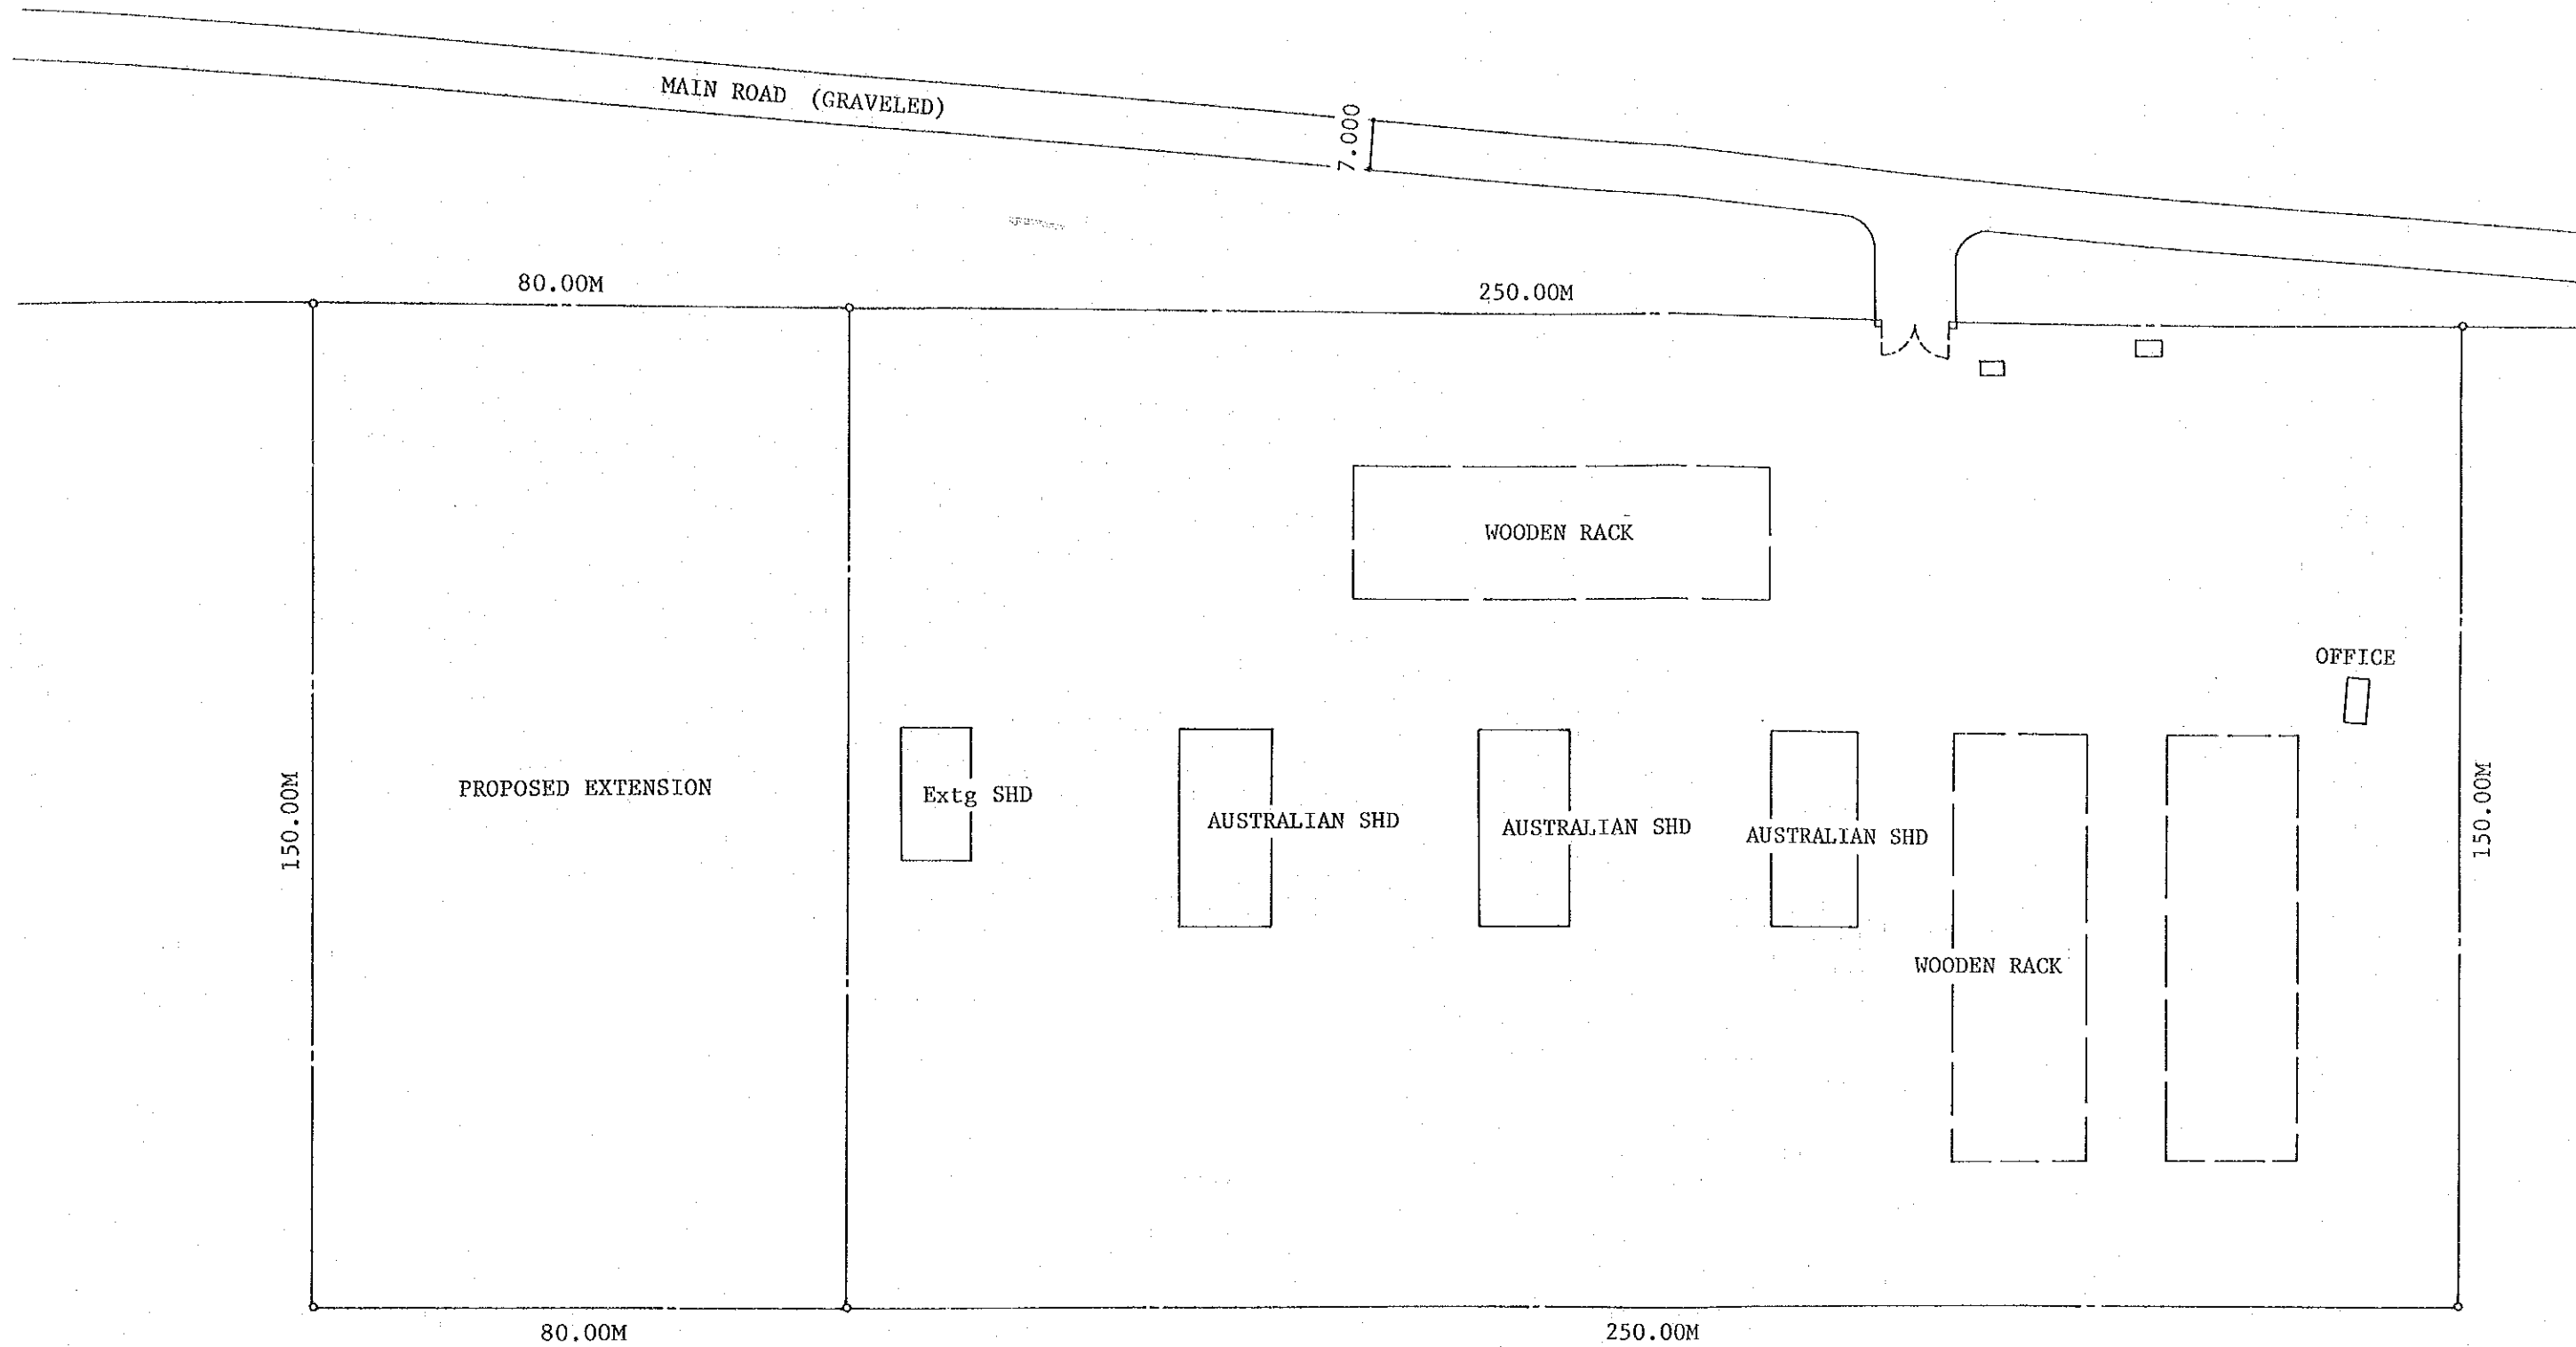 MAIN ROAD (GRAVELED)
7.000
80.00M
250.00M
WOODEN RACK
OFFICE
150.00M
PROPOSED EXTENSION
Extg SHD
AUSTRALIAN SHD
AUSTRALIAN SHD
AUSTRALIAN SHD
150.00M
WOODEN RACK
80.00M
250.00M